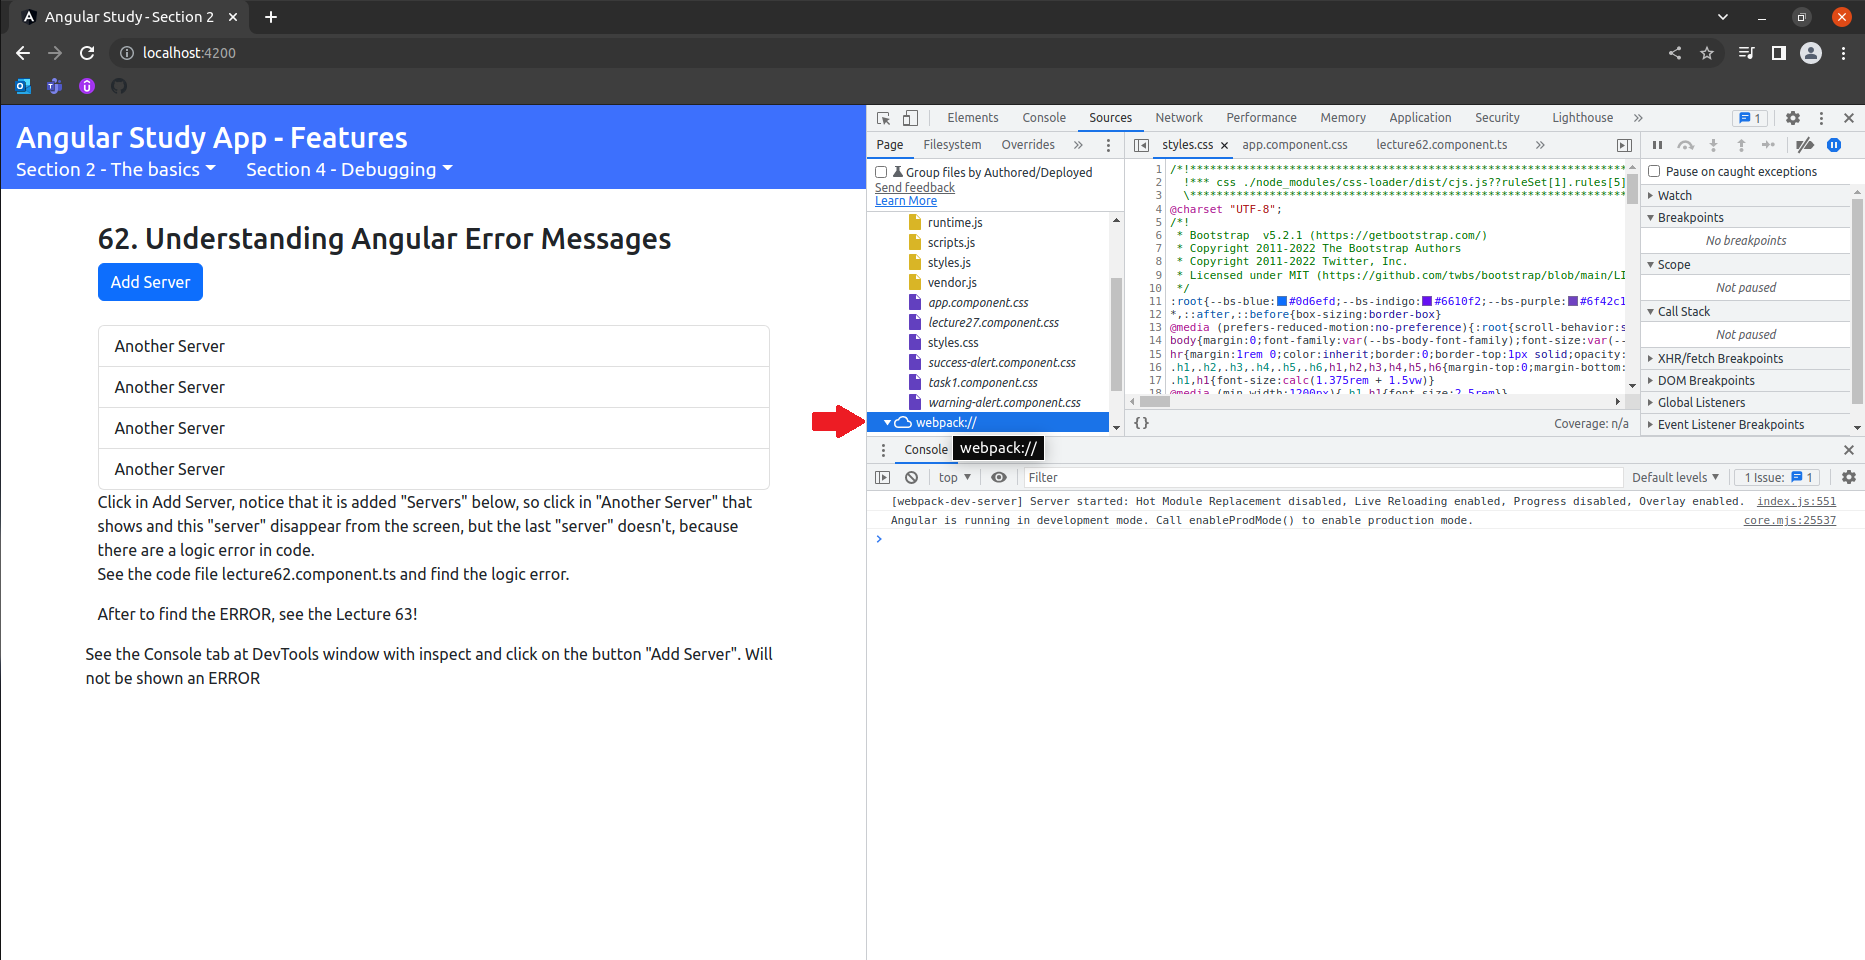 Angular Study - Section 2
localhost:4200
Angular Study App - Features
Section 2 - The basics
Section 4 - Debugging
62. Understanding Angular Error Messages
Add Server
Another Server
Another Server
Another Server
Another Server
Click in Add Server, notice that it is added "Servers" below, so click in "Another Server" that
shows and this "server" disappear from the screen, but the last "server" doesn't, because
there are a logic error in code.
See the code file lecture62.component.ts and find the logic error.
After to find the ERROR, see the Lecture 63!
See the Console tab at DevTools window with inspect and click on the button "Add Server". Will
not be shown an ERROR
Elements Console Sources Network Performance Memory Application Security Lighthouse » 1
Page Filesystem Overrides »
Group files by Authored/Deployed
Send feedback
Learn More
runtime.js
scripts.js
styles.js
vendor.js
app.component.css
lecture27.component.css
styles.css
success-alert.component.css
task1.component.css
warning-alert.component.css
webpack://
webpack://
styles.css app.component.css lecture62.component.ts »
1 /*!**********************************************************************
2 !*** css ./node_modules/css-loader/dist/cjs.js??ruleSet[1].rules[5]
3 \**********************************************************************
4 @charset "UTF-8";
5 /*!
6 * Bootstrap  v5.2.1 (https://getbootstrap.com/)
7 * Copyright 2011-2022 The Bootstrap Authors
8 * Copyright 2011-2022 Twitter, Inc.
9 * Licensed under MIT (https://github.com/twbs/bootstrap/blob/main/LI
10 */
11 :root{--bs-blue:#0d6efd;--bs-indigo:#6610f2;--bs-purple:#6f42c1
12 *,::after,::before{box-sizing:border-box}
13 @media (prefers-reduced-motion:no-preference){:root{scroll-behavior:s
14 body{margin:0;font-family:var(--bs-body-font-family);font-size:var(--
15 hr{margin:1rem 0;color:inherit;border:0;border-top:1px solid;opacity:
16 .h1,.h2,.h3,.h4,.h5,.h6,h1,h2,h3,h4,h5,h6{margin-top:0;margin-bottom:
17 .h1,h1{font-size:calc(1.375rem + 1.5vw)}
18 @media (min-width:1200px){.h1,h1{font-size:2.5rem}}
{} Coverage: n/a
Pause on caught exceptions
Watch
Breakpoints
No breakpoints
Scope
Not paused
Call Stack
Not paused
XHR/fetch Breakpoints
DOM Breakpoints
Global Listeners
Event Listener Breakpoints
Console
top Filter Default levels 1 Issue: 1
[webpack-dev-server] Server started: Hot Module Replacement disabled, Live Reloading enabled, Progress disabled, Overlay enabled. index.js:551
Angular is running in development mode. Call enableProdMode() to enable production mode. core.mjs:25537